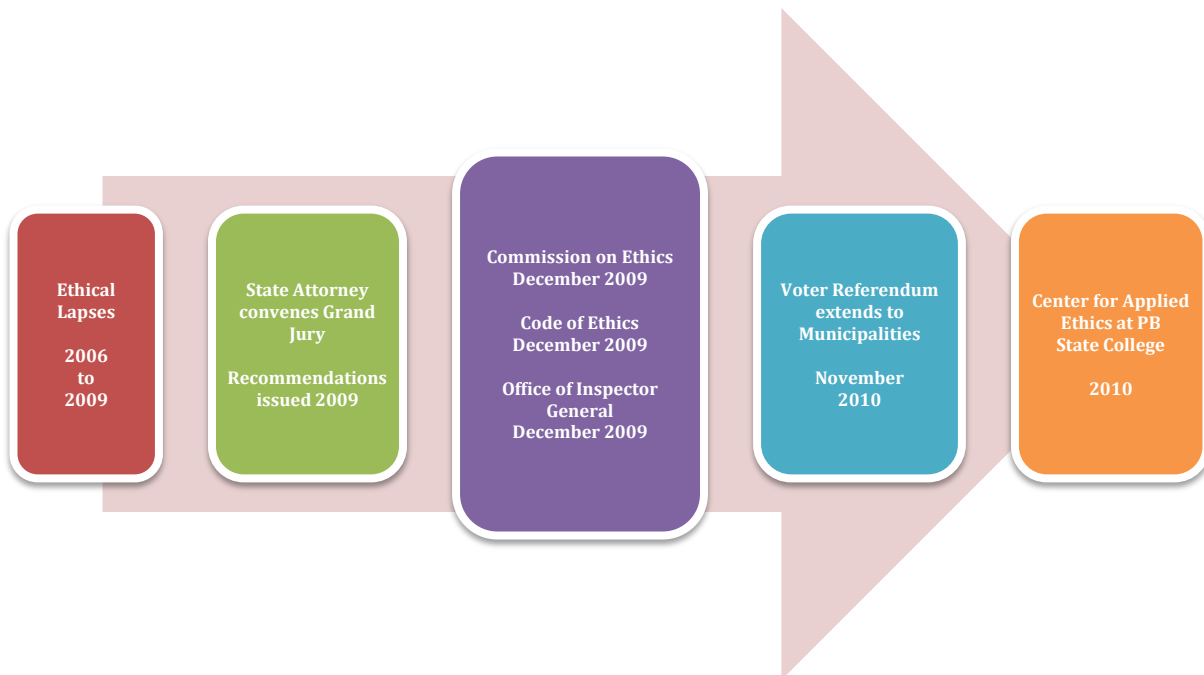 Ethical
Lapses
2006
to
2009
State Attorney
convenes Grand
Jury
Recommendations
issued 2009
Commission on Ethics
December 2009
Code of Ethics
December 2009
Office of Inspector
General
December 2009
Voter Referendum
extends to
Municipalities
November
2010
Center for Applied
Ethics at PB
State College
2010